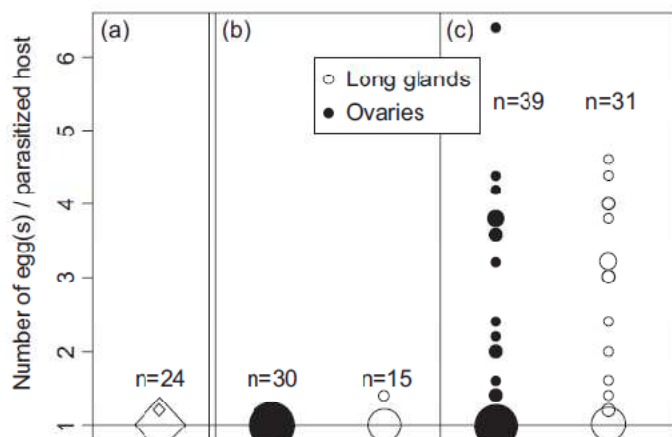 (a)
(b)
(c)
Long glands
Ovaries
n=39
n=31
n=24
n=30
n=15
Number of egg(s) / parasitized host
6
5
4
3
2
1